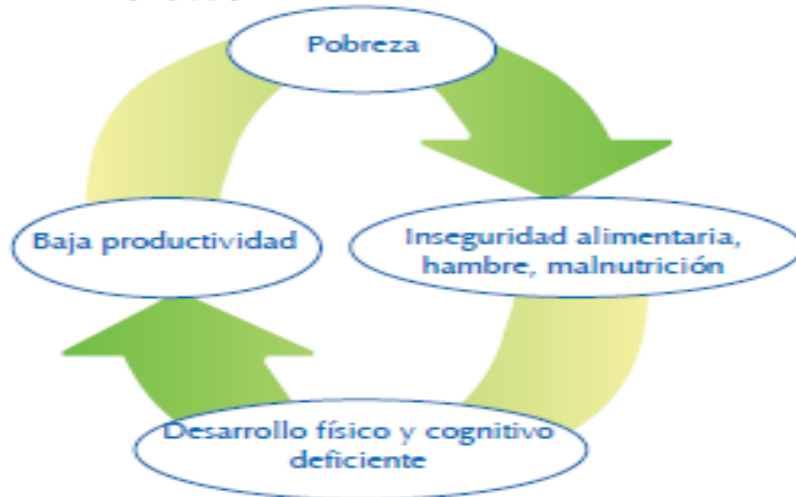 Pobreza
Baja productividad
Inseguridad alimentaria,
hambre, malnutrición
Desarrollo físico y cognitivo
deficiente